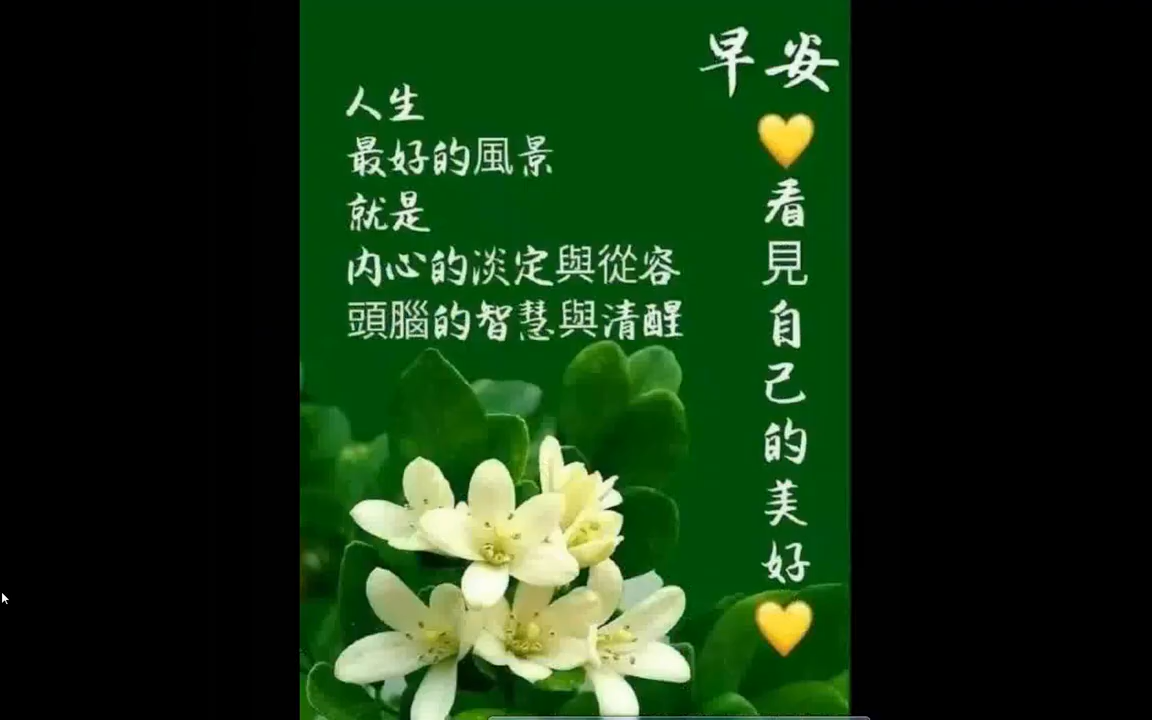 早安
💛看見自己的美好💛
人生
最好的風景
就是
内心的淡定與從容
頭腦的智慧與清醒